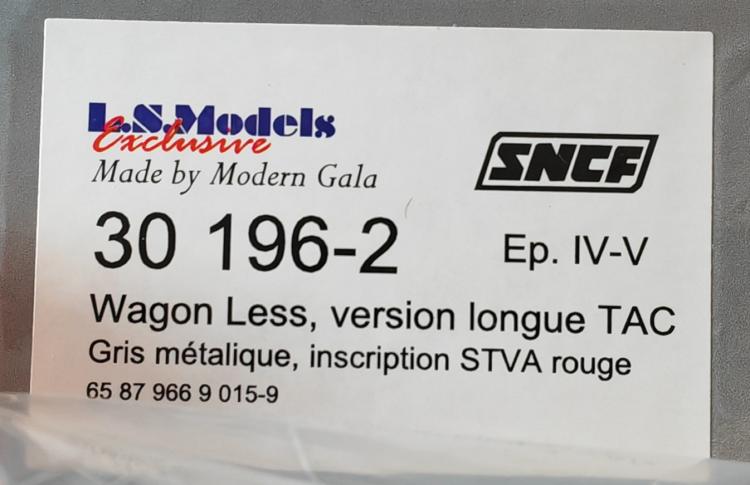 L.S.Models
Exclusive
Made by Modern Gala
SNCF
30 196-2
Ep. IV-V
Wagon Less, version longue TAC
Gris métalique, inscription STVA rouge
65 87 966 9 015-9